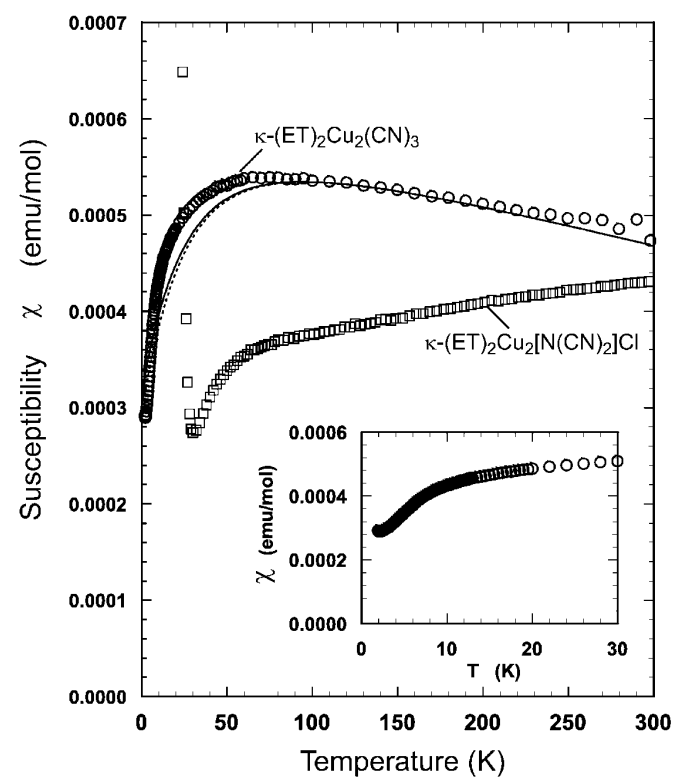 0.0007
0.0006
0.0005
0.0004
0.0003
0.0002
0.0001
0.0000
Susceptibility χ (emu/mol)
κ-(ET)2Cu2(CN)3
κ-(ET)2Cu2[N(CN)2]Cl
0.0006
0.0004
0.0002
0.0000
χ (emu/mol)
0 10 20 30
T (K)
0 50 100 150 200 250 300
Temperature (K)